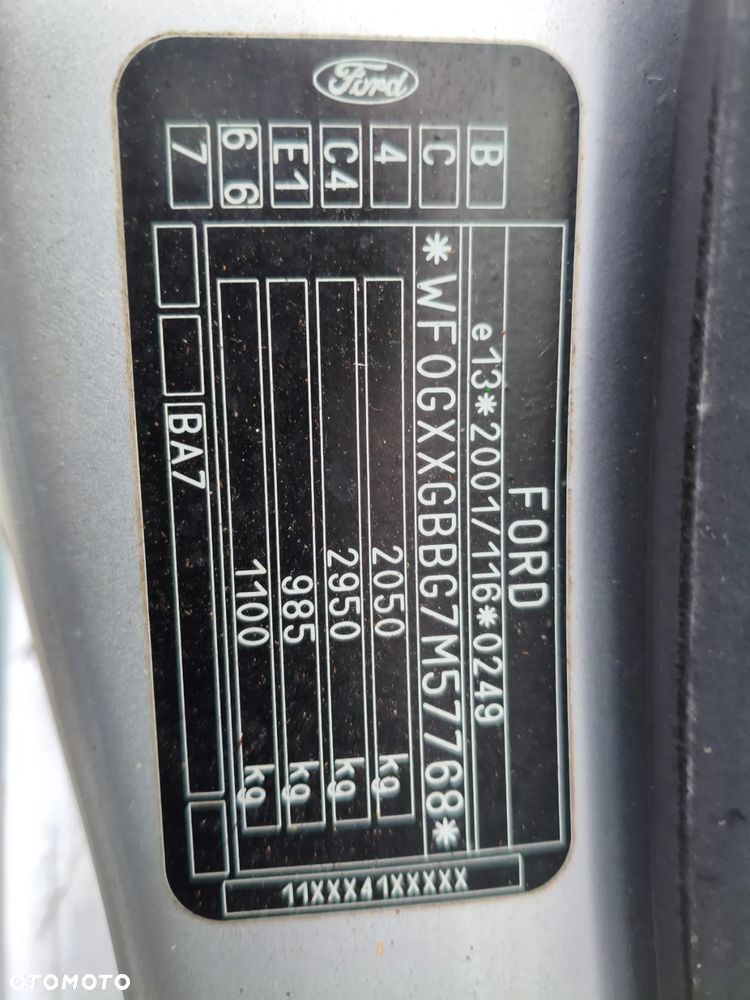 Ford
B
C
4
C4
E1
6 6
7
FORD
e13*2001/116*0249
*WF0GXXGBBG7M57768*
2050 kg
2950 kg
985 kg
1100 kg
BA7
11XXX41XXXXX
OTOMOTO